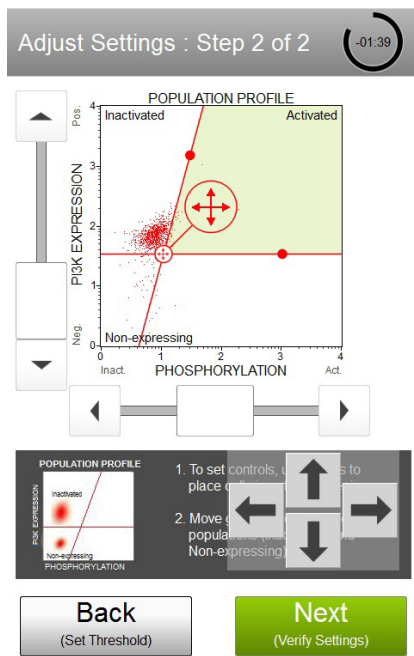 Adjust Settings : Step 2 of 2
-01:39
POPULATION PROFILE
Inactivated
Activated
Non-expressing
Pos.
PI3K EXPRESSION
Neg.
4
3
2
1
0
0
1
2
3
4
Inact.
PHOSPHORYLATION
Act.
POPULATION PROFILE
Inactivated
Non-expressing
PI3K EXPRESSION
PHOSPHORYLATION
1. To set controls, u to
place
2. Move
populations
Non-expressing)
Back
(Set Threshold)
Next
(Verify Settings)